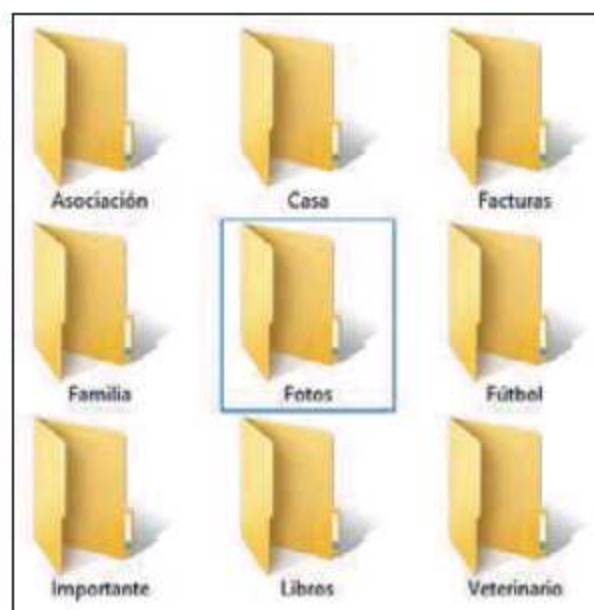 Asociación
Casa
Facturas
Familia
Fotos
Fútbol
Importante
Libros
Veterinario